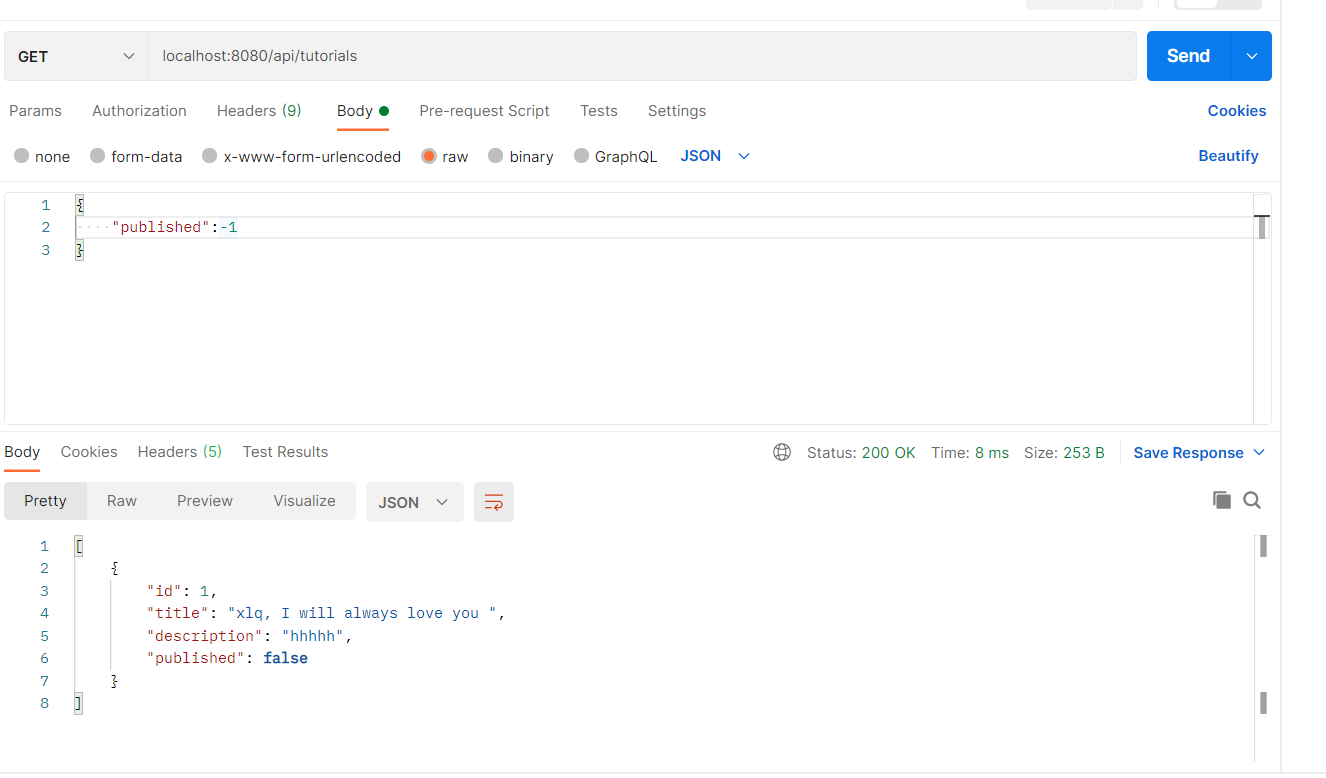 GET localhost:8080/api/tutorials Send
Params Authorization Headers (9) Body Pre-request Script Tests Settings Cookies
none form-data x-www-form-urlencoded raw binary GraphQL JSON Beautify
1 {
2 ····"published":-1
3 }
Body Cookies Headers (5) Test Results Status: 200 OK Time: 8 ms Size: 253 B Save Response
Pretty Raw Preview Visualize JSON
1 [
2 {
3 "id": 1,
4 "title": "xlq, I will always love you ",
5 "description": "hhhhh",
6 "published": false
7 }
8 ]